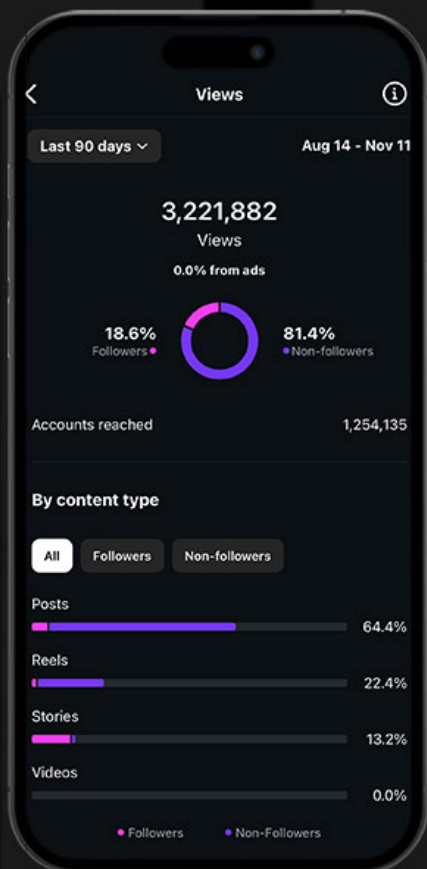 Views
Last 90 days
Aug 14 - Nov 11
3,221,882
Views
0.0% from ads
18.6%
Followers
81.4%
Non-followers
Accounts reached
1,254,135
By content type
All
Followers
Non-followers
Posts
64.4%
Reels
22.4%
Stories
13.2%
Videos
0.0%
Followers
Non-Followers